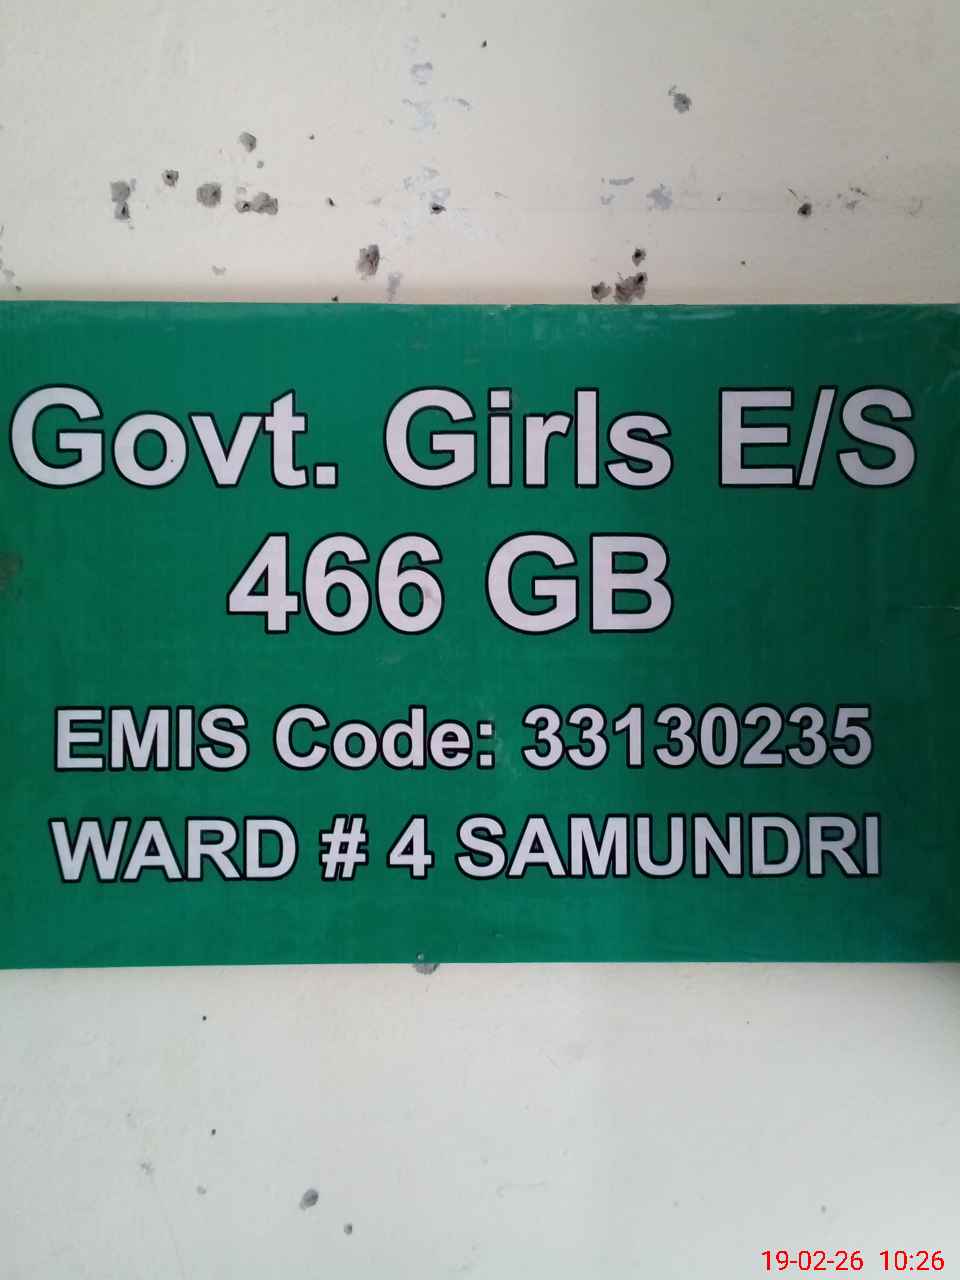 Govt. Girls E/S
466 GB
EMIS Code: 33130235
WARD # 4 SAMUNDRI
19-02-26 10:26